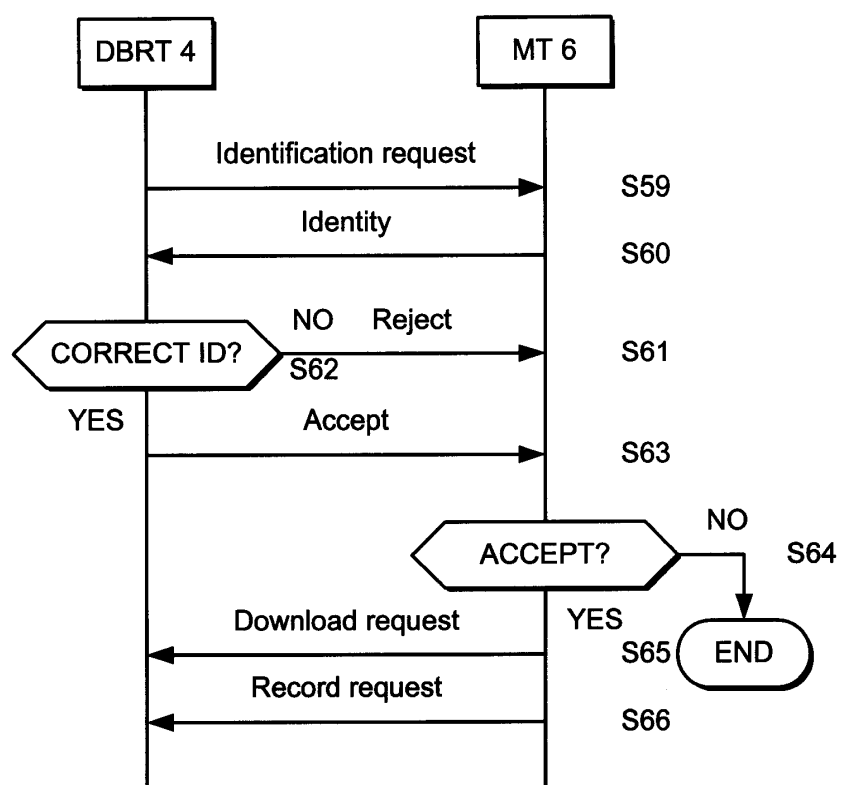 DBRT 4
MT 6
Identification request
S59
Identity
S60
CORRECT ID?
NO Reject
S62
S61
YES
Accept
S63
ACCEPT?
NO
S64
YES
Download request
S65
END
Record request
S66